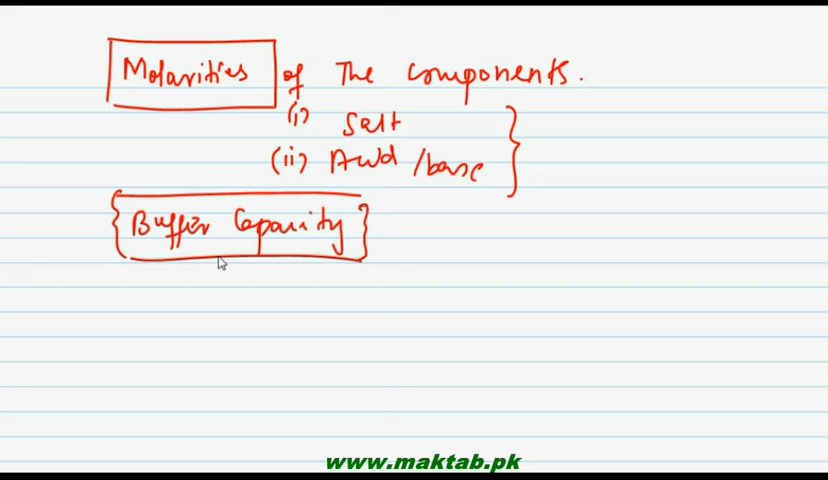 Molarities of The components.
(i) Salt
(ii) Acid /base
Buffer Capacity
www.maktab.pk